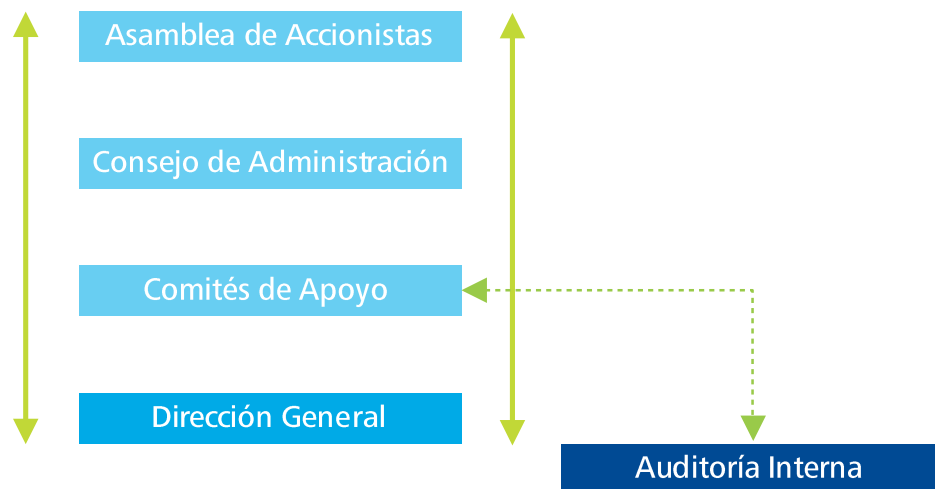 Asamblea de Accionistas
Consejo de Administración
Comités de Apoyo
Dirección General
Auditoría Interna